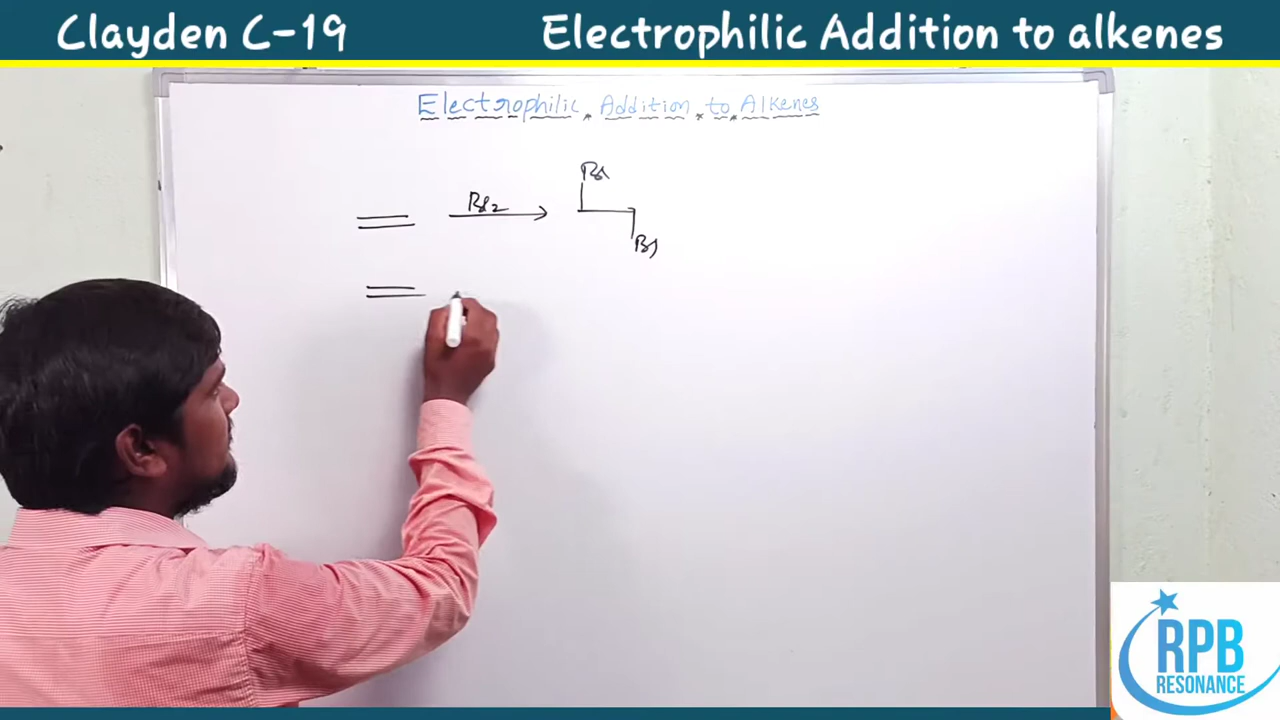 Clayden C-19 Electrophilic Addition to alkenes
Electrophilic Addition to Alkenes
Br
Br2
Br
RPB
RESONANCE